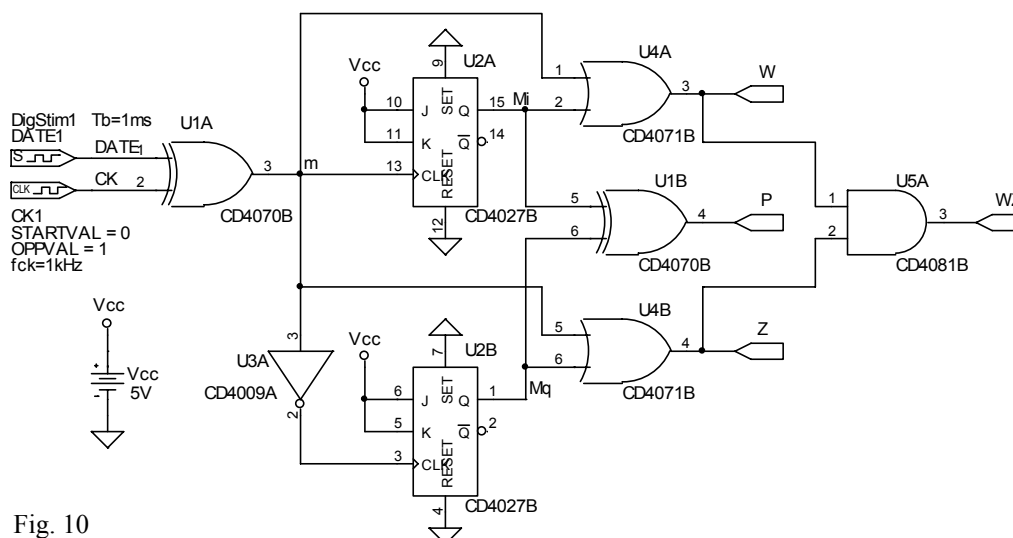 DigStim1 Tb=1ms
DATE1
S
DATE
1
CLK
CK
2
CK1
STARTVAL = 0
OPPVAL = 1
fck=1kHz
U1A
3
CD4070B
m
Vcc
Vcc
5V
+
-
U3A
3
2
CD4009A
Vcc
U2A
9
10
11
13
J
K
CLK
SET
RESET
Q
Q
15
14
12
CD4027B
Mi
Vcc
U2B
7
6
5
3
J
K
CLK
SET
RESET
Q
Q
1
2
4
CD4027B
Mq
U4A
1
2
3
CD4071B
W
U1B
5
6
4
CD4070B
P
U4B
5
6
4
CD4071B
Z
U5A
1
2
3
CD4081B
Fig. 10